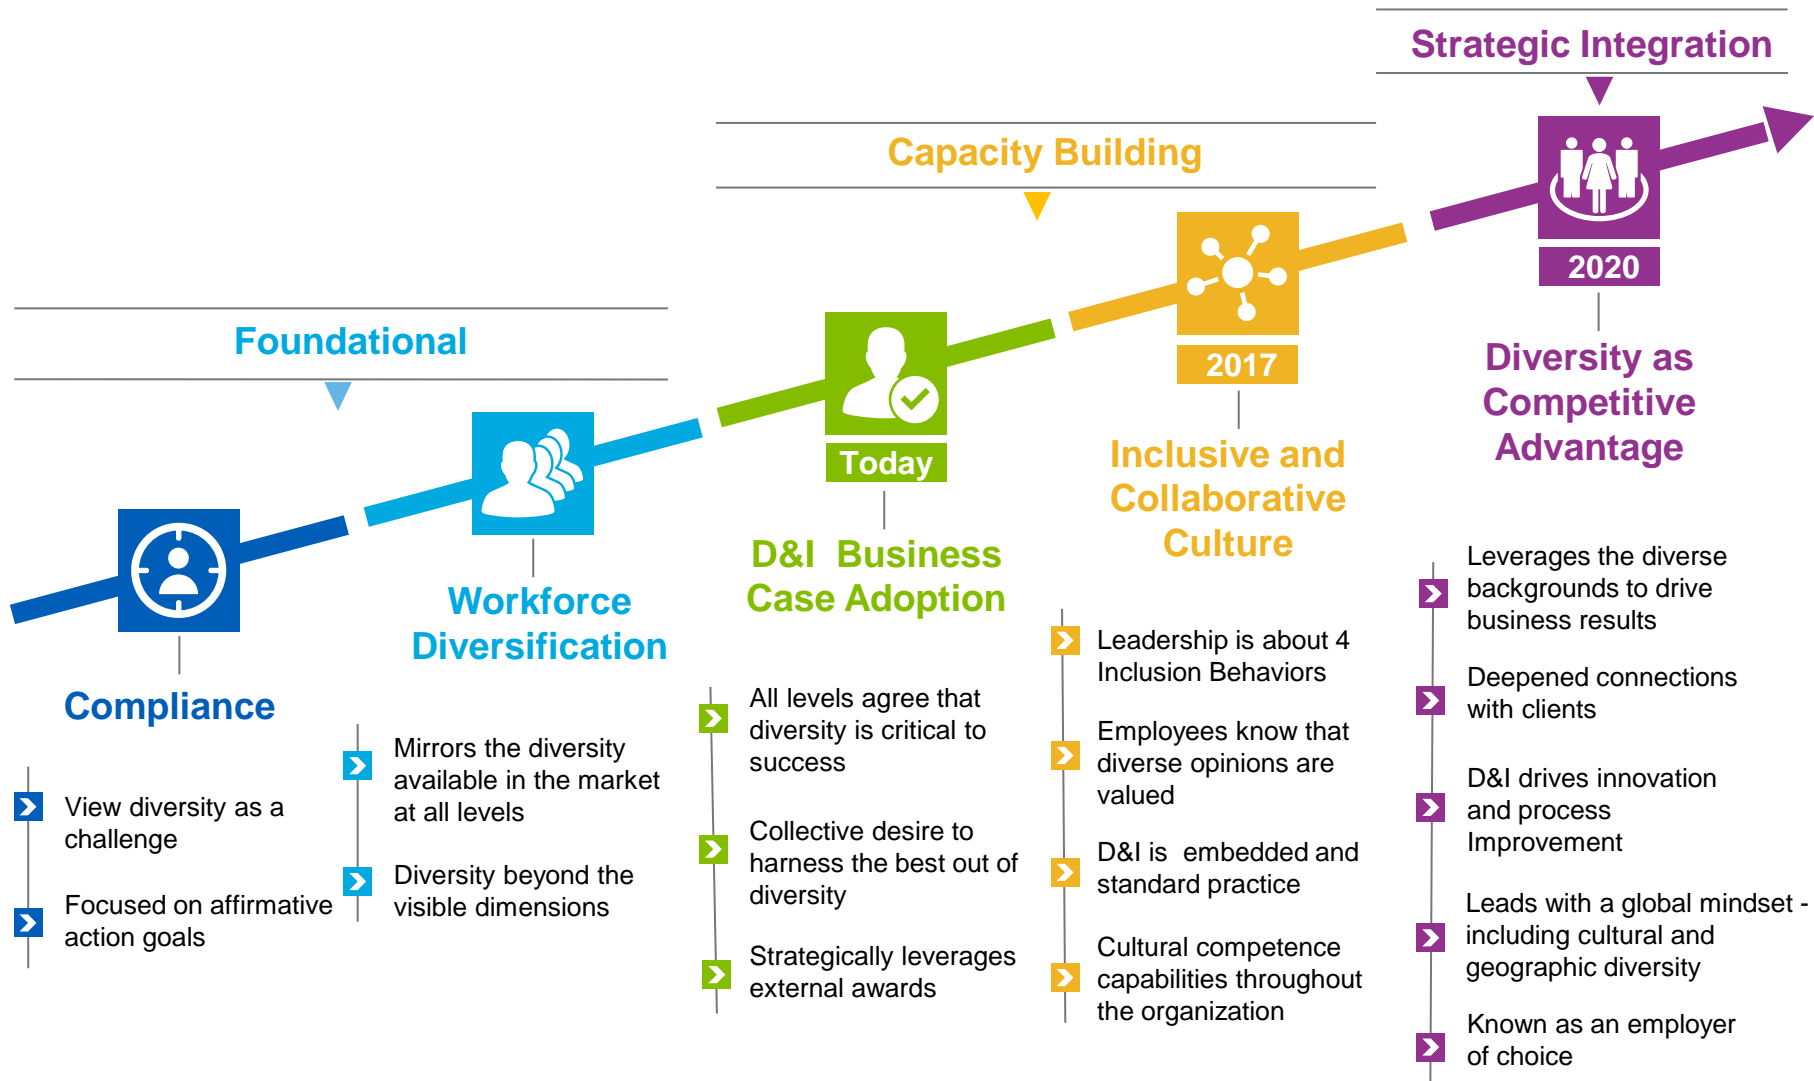 Strategic Integration
Capacity Building
Foundational
Compliance
View diversity as a
challenge
Focused on affirmative
action goals
Workforce
Diversification
Mirrors the diversity
available in the market
at all levels
Diversity beyond the
visible dimensions
Today
D&I  Business
Case Adoption
All levels agree that
diversity is critical to
success
Collective desire to
harness the best out of
diversity
Strategically leverages
external awards
2017
Inclusive and
Collaborative
Culture
Leadership is about 4
Inclusion Behaviors
Employees know that
diverse opinions are
valued
D&I is  embedded and
standard practice
Cultural competence
capabilities throughout
the organization
2020
Diversity as
Competitive
Advantage
Leverages the diverse
backgrounds to drive
business results
Deepened connections
with clients
D&I drives innovation
and process
Improvement
Leads with a global mindset -
including cultural and
geographic diversity
Known as an employer
of choice